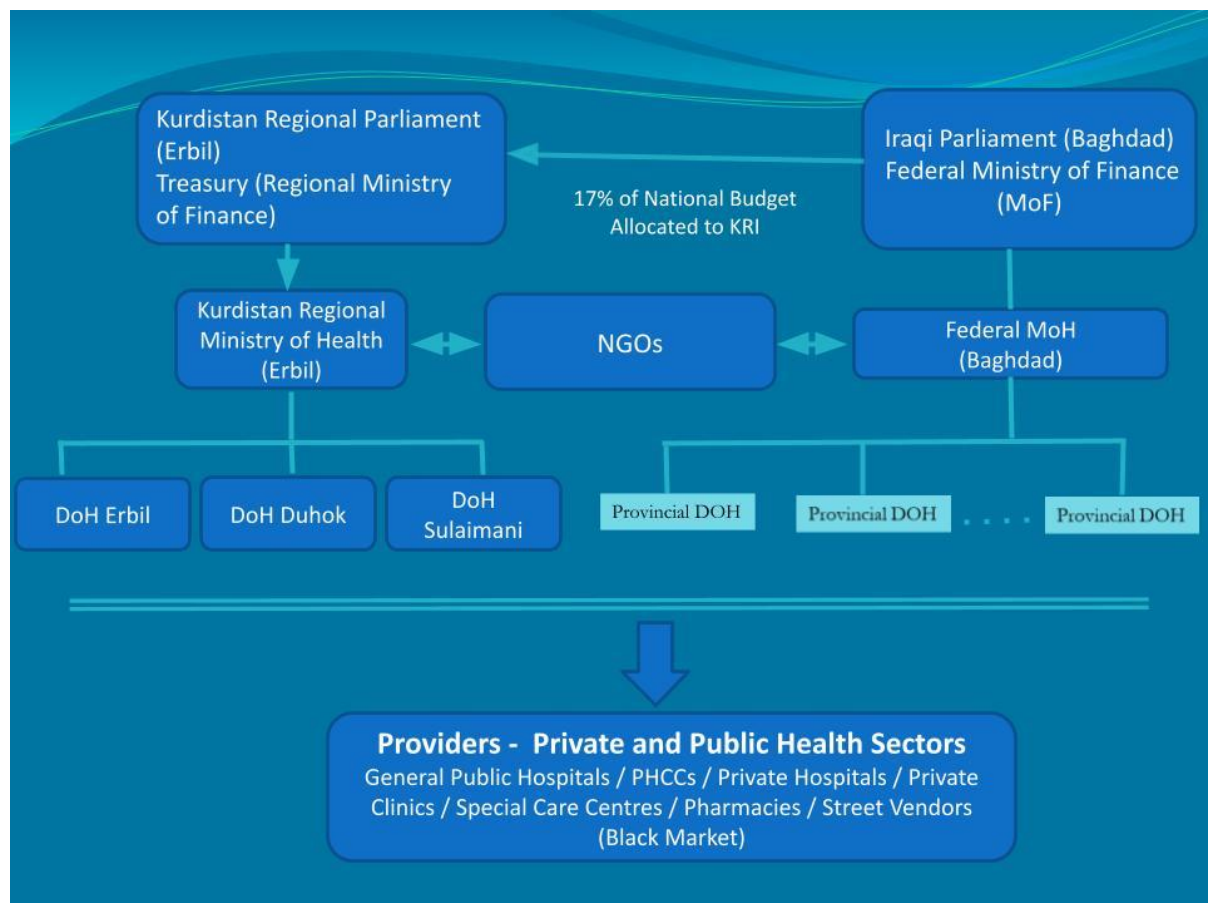 Kurdistan Regional Parliament
(Erbil)
Treasury (Regional Ministry
of Finance)
Iraqi Parliament (Baghdad)
Federal Ministry of Finance
(MoF)
17% of National Budget
Allocated to KRI
Kurdistan Regional
Ministry of Health
(Erbil)
NGOs
Federal MoH
(Baghdad)
DoH Erbil
DoH Duhok
DoH
Sulaimani
Provincial DOH
Provincial DOH
. . . .
Provincial DOH
Providers - Private and Public Health Sectors
General Public Hospitals / PHCCs / Private Hospitals / Private
Clinics / Special Care Centres / Pharmacies / Street Vendors
(Black Market)